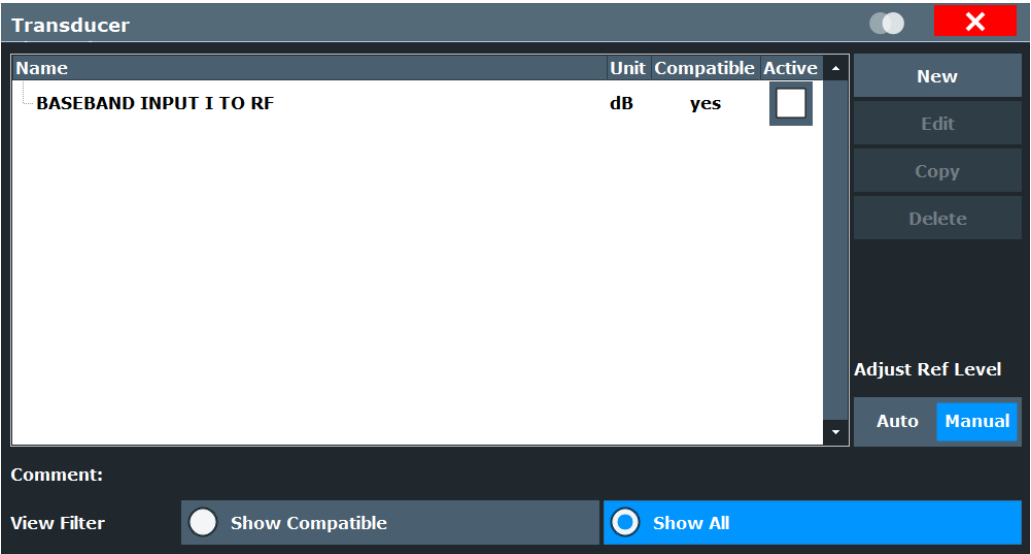 Transducer
Name Unit Compatible Active
BASEBAND INPUT I TO RF dB yes
New
Edit
Copy
Delete
Adjust Ref Level
Auto Manual
Comment:
View Filter Show Compatible Show All